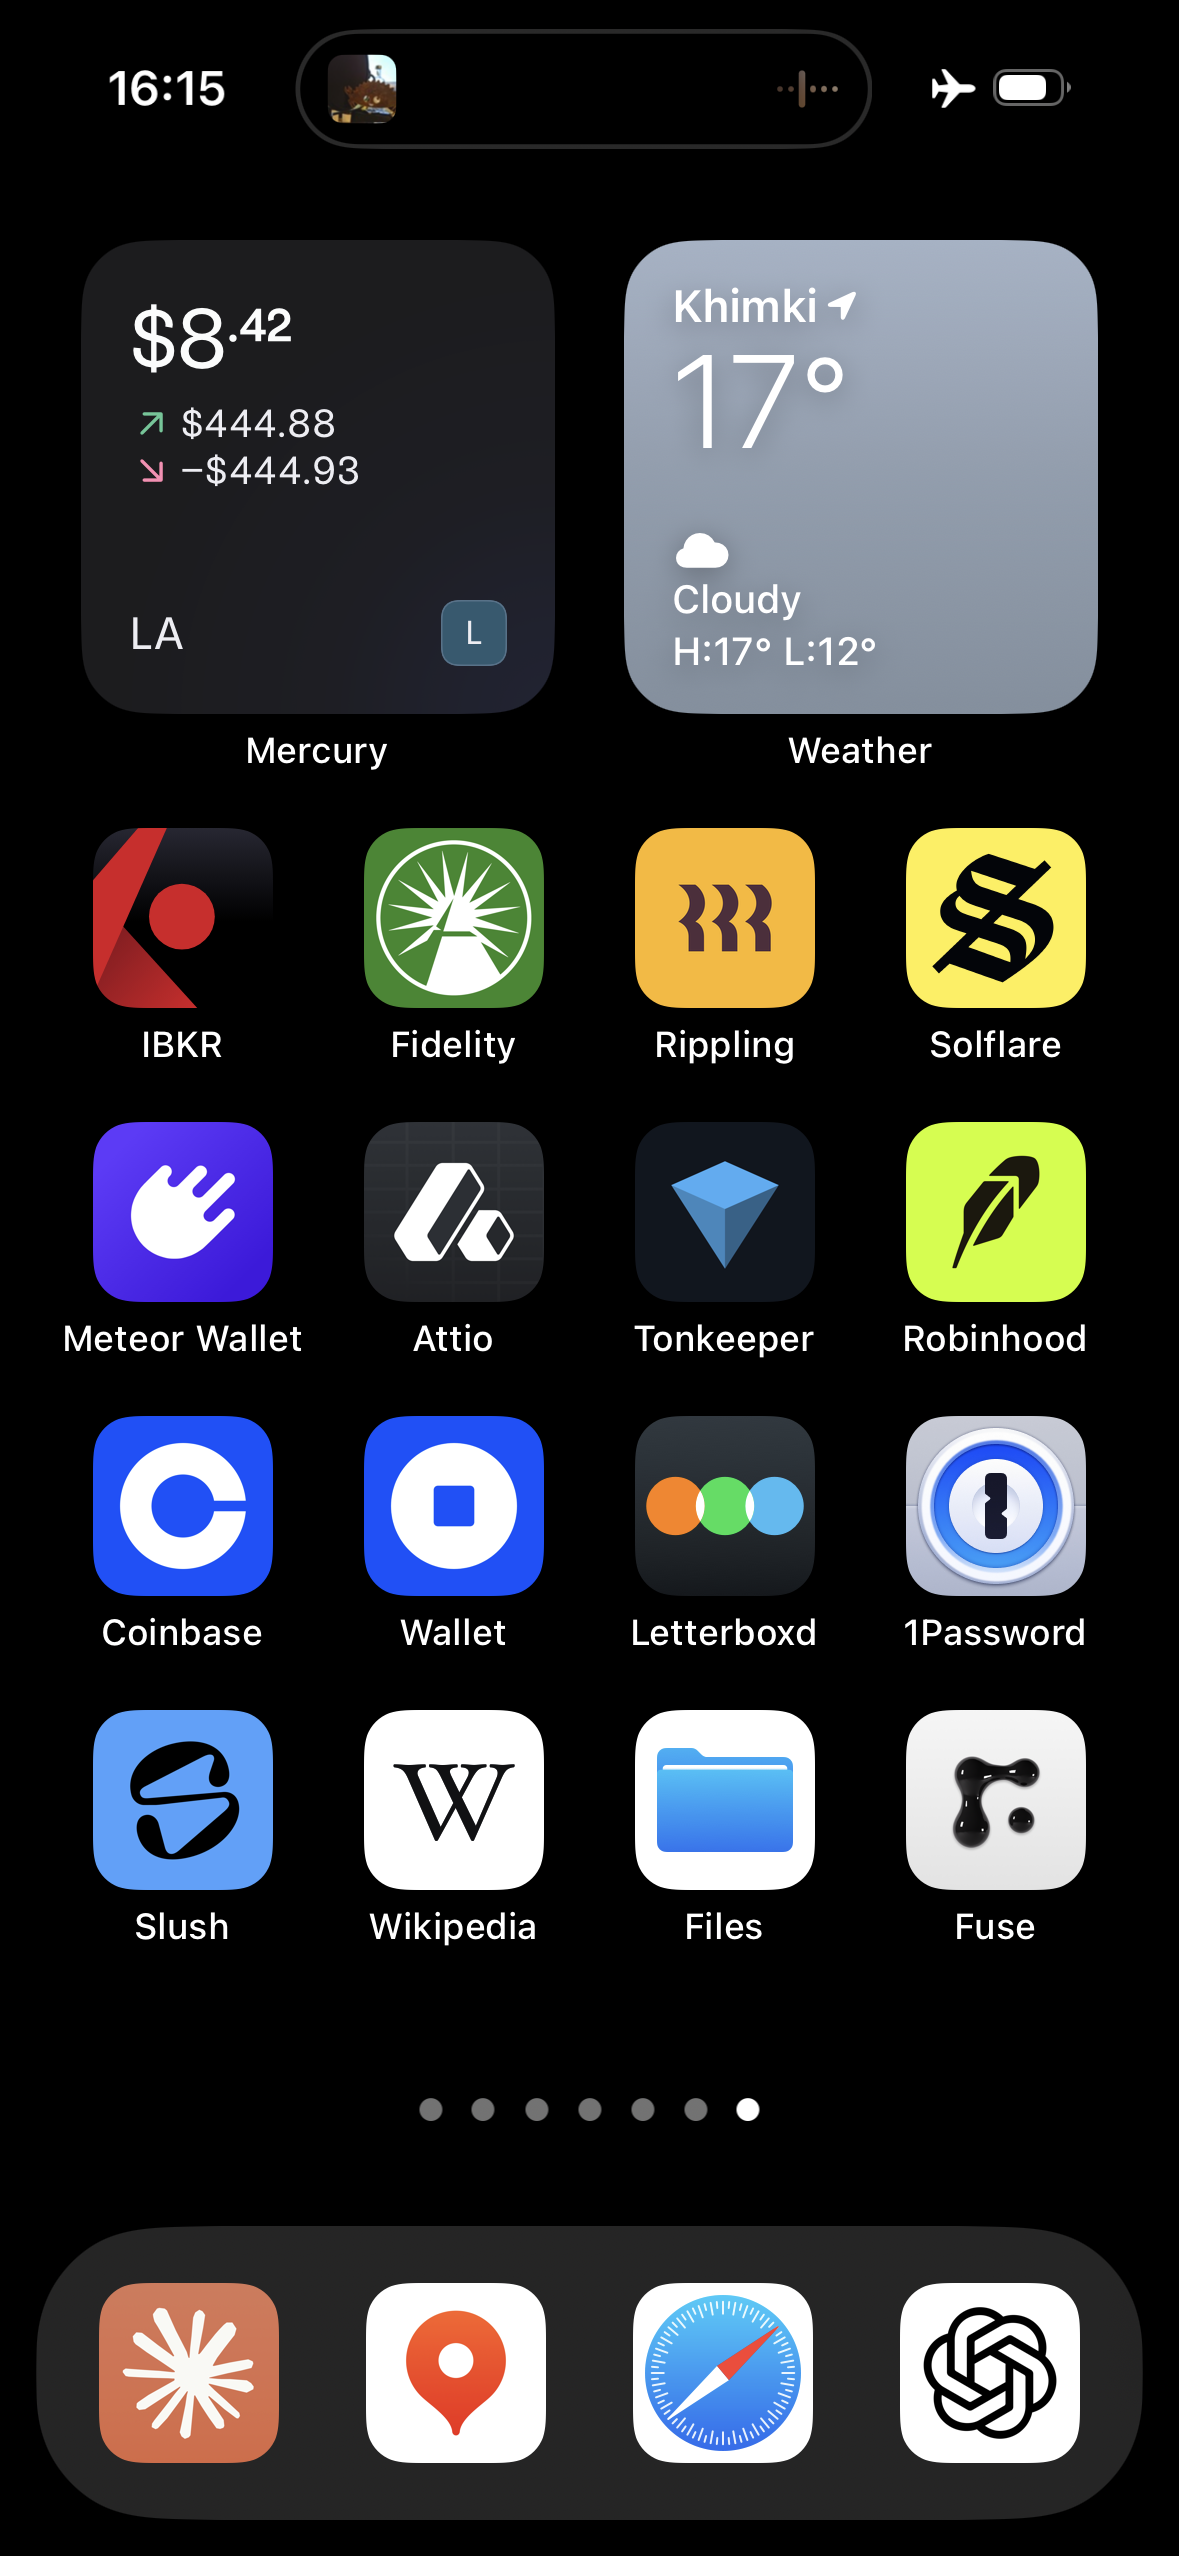 16:15
$8.42
$444.88
–$444.93
LA
L
Mercury
Khimki
17°
Cloudy
H:17° L:12°
Weather
IBKR
Fidelity
Rippling
Solflare
Meteor Wallet
Attio
Tonkeeper
Robinhood
Coinbase
Wallet
Letterboxd
1Password
W
Slush
Wikipedia
Files
Fuse